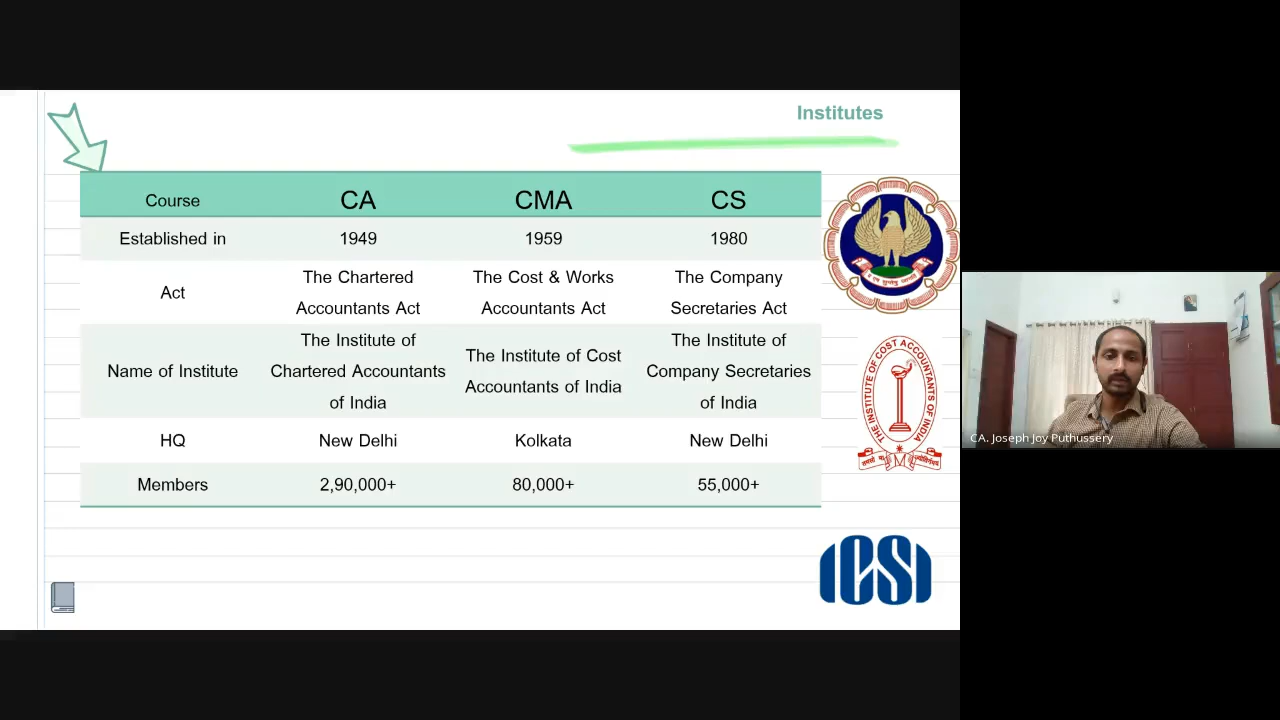 Institutes
Course CA CMA CS
Established in 1949 1959 1980
Act The Chartered Accountants Act The Cost & Works Accountants Act The Company Secretaries Act
Name of Institute The Institute of Chartered Accountants of India The Institute of Cost Accountants of India The Institute of Company Secretaries of India
HQ New Delhi Kolkata New Delhi
Members 2,90,000+ 80,000+ 55,000+
THE INSTITUTE OF COST ACCOUNTANTS OF INDIA
ICSI
CA. Joseph Joy Puthussery